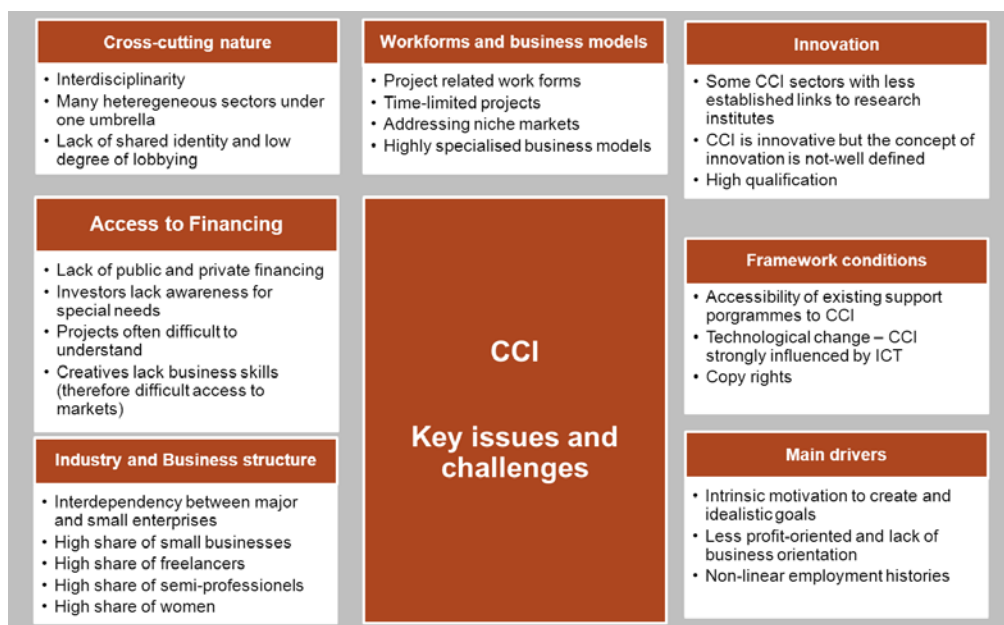 Cross-cutting nature
• Interdisciplinarity
• Many heteregeneous sectors under
one umbrella
• Lack of shared identity and low
degree of lobbying
Workforms and business models
• Project related work forms
• Time-limited projects
• Addressing niche markets
• Highly specialised business models
Innovation
• Some CCI sectors with less
established links to research
institutes
• CCI is innovative but the concept of
innovation is not-well defined
• High qualification
Access to Financing
• Lack of public and private financing
• Investors lack awareness for
special needs
• Projects often difficult to
understand
• Creatives lack business skills
(therefore difficult access to
markets)
CCI
Key issues and
challenges
Framework conditions
• Accessibility of existing support
porgrammes to CCI
• Technological change – CCI
strongly influenced by ICT
• Copy rights
Industry and Business structure
• Interdependency between major
and small enterprises
• High share of small businesses
• High share of freelancers
• High share of semi-professionels
• High share of women
Main drivers
• Intrinsic motivation to create and
idealistic goals
• Less profit-oriented and lack of
business orientation
• Non-linear employment histories